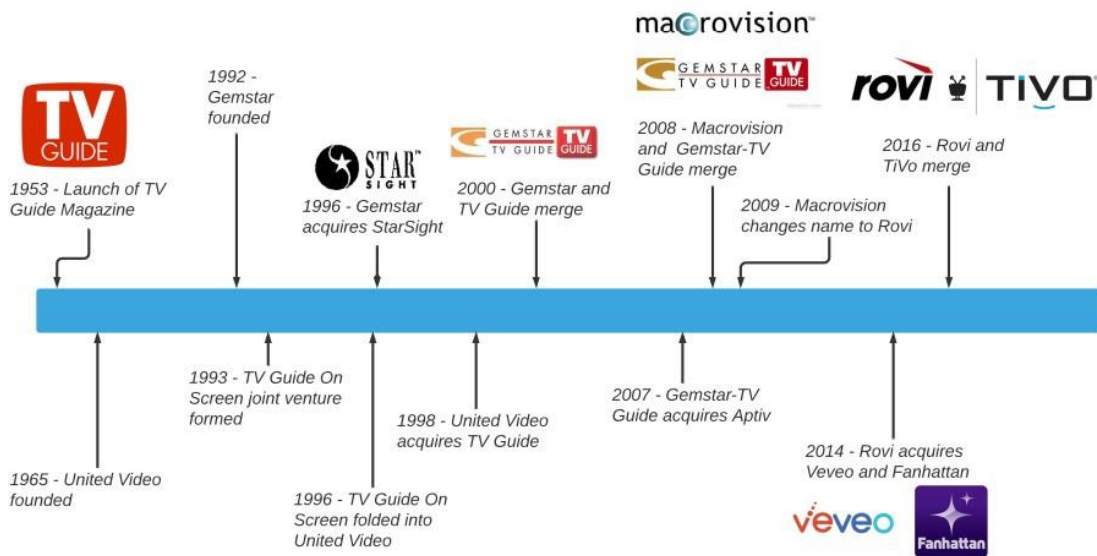 macrovision™
GEMSTAR
TV GUIDE
TV
GUIDE
rovi
TiVo®
TV
GUIDE
1992 -
Gemstar
founded
STAR™
SIGHT
GEMSTAR
TV GUIDE
TV
GUIDE
1953 - Launch of TV
Guide Magazine
1996 - Gemstar
acquires StarSight
2000 - Gemstar and
TV Guide merge
2008 - Macrovision
and Gemstar-TV
Guide merge
2009 - Macrovision
changes name to Rovi
2016 - Rovi and
TiVo merge
1965 - United Video
founded
1993 - TV Guide On
Screen joint venture
formed
1996 - TV Guide On
Screen folded into
United Video
1998 - United Video
acquires TV Guide
2007 - Gemstar-TV
Guide acquires Aptiv
2014 - Rovi acquires
Veveo and Fanhattan
veveo
Fanhattan